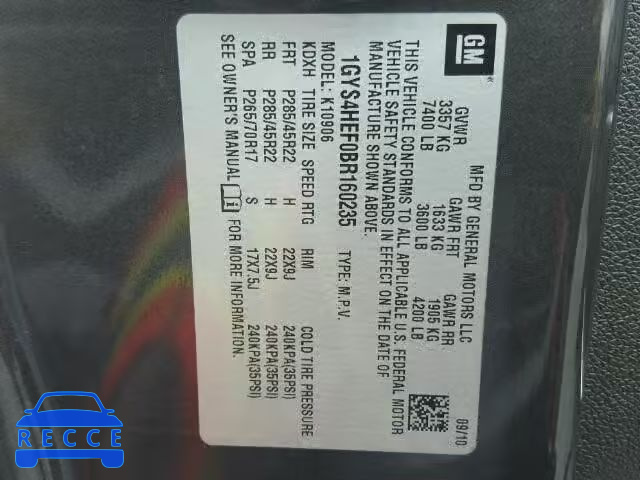 GM
MFD BY GENERAL MOTORS LLC
09/10
GVWR GAWR FRT GAWR RR
3357 KG 1633 KG 1905 KG
7400 LB 3600 LB 4200 LB
THIS VEHICLE CONFORMS TO ALL APPLICABLE U.S. FEDERAL MOTOR
VEHICLE SAFETY STANDARDS IN EFFECT ON THE DATE OF
MANUFACTURE SHOWN ABOVE.
1GYS4HEF0BR160235 TYPE: M.P.V.
MODEL: K10906
KDXH TIRE SIZE SPEED RTG RIM COLD TIRE PRESSURE
FRT P285/45R22 H 22X9J 240KPA(35PSI)
RR P285/45R22 H 22X9J 240KPA(35PSI)
SPA P265/70R17 S 17X7.5J 240KPA(35PSI)
SEE OWNER'S MANUAL FOR MORE INFORMATION.
RECCE